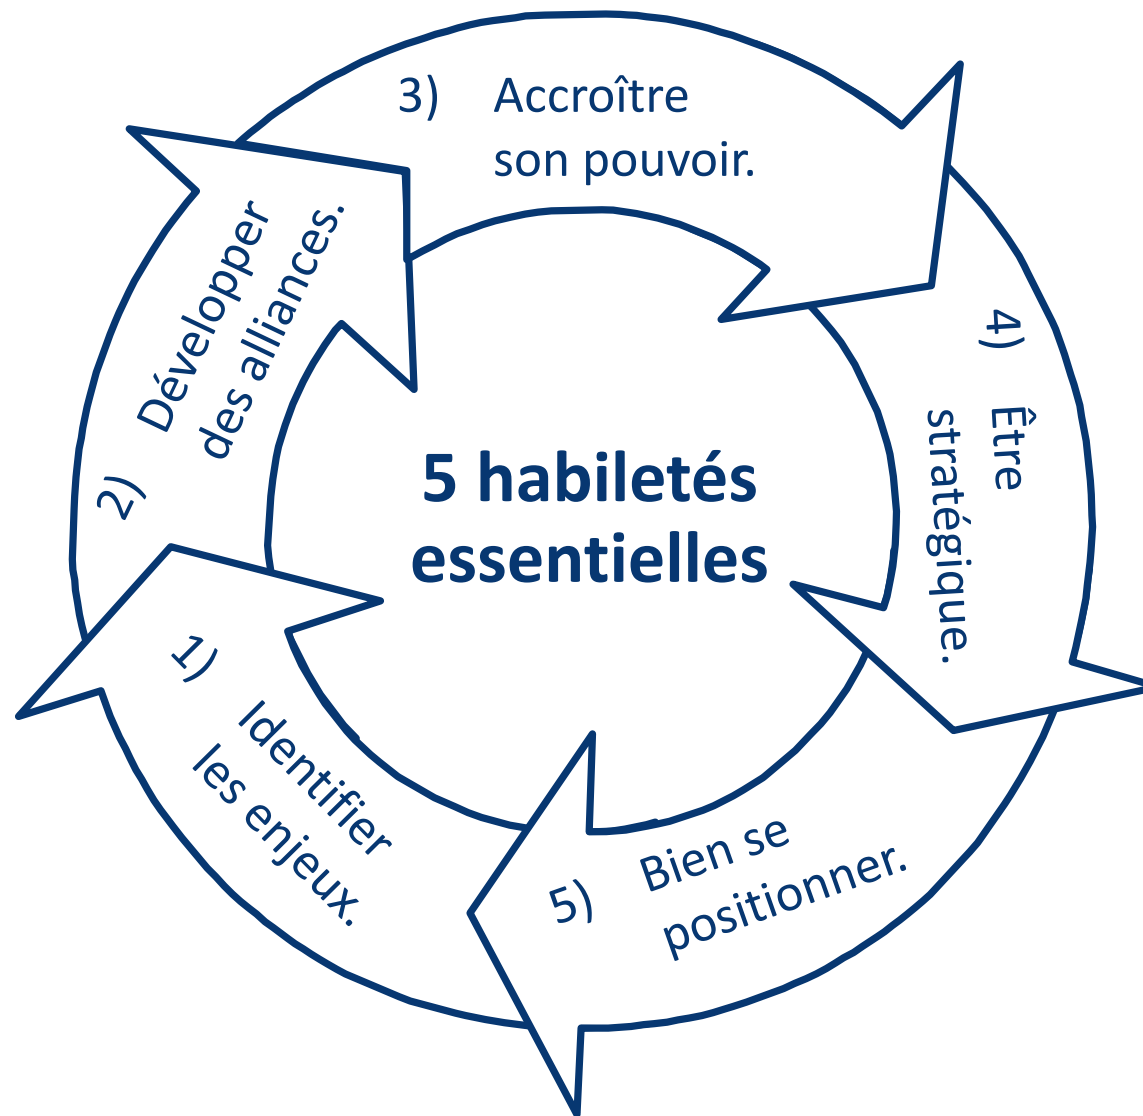 5 habiletés
essentielles
1) Identifier
les enjeux.
2) Développer
des alliances.
3) Accroître
son pouvoir.
4) Être
stratégique.
5) Bien se
positionner.